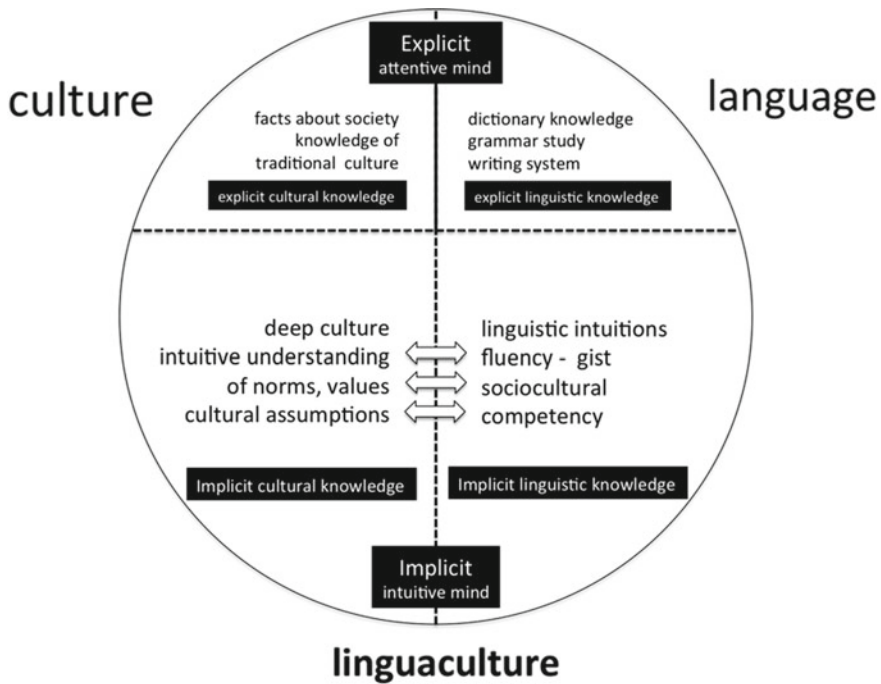 Explicit
attentive mind
culture
language
facts about society
knowledge of
traditional culture
explicit cultural knowledge
dictionary knowledge
grammar study
writing system
explicit linguistic knowledge
deep culture
intuitive understanding
of norms, values
cultural assumptions
linguistic intuitions
fluency - gist
sociocultural
competency
Implicit cultural knowledge
Implicit linguistic knowledge
Implicit
intuitive mind
linguaculture